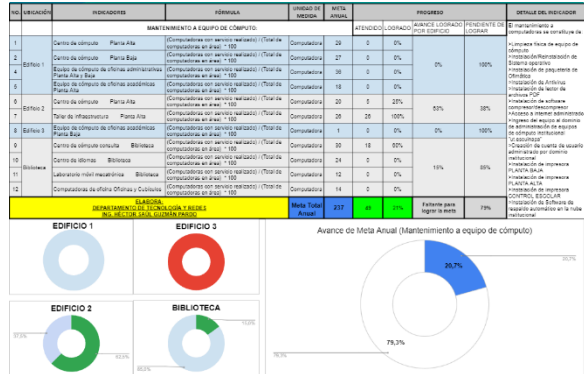 NO. UBICACIÓN INDICADORES FÓRMULA UNIDAD DE MEDIDA META ANUAL PROGRESO DETALLE DEL INDICADOR
MANTENIMIENTO A EQUIPO DE CÓMPUTO: ATENDIDO LOGRADO AVANCE LOGRADO POR EDIFICIO PENDIENTE DE LOGRAR
1 Centro de cómputo Planta Alta (Computadoras con servicio realizado) / (Total de computadoras en área) * 100 Computadora 29 0 0%
Edificio 1
2 Centro de cómputo Planta Baja (Computadoras con servicio realizado) / (Total de computadoras en área) * 100 Computadora 27 0 0%
0% 100%
4 Equipo de cómputo de oficinas administrativas Planta Alta y Baja (Computadoras con servicio realizado) / (Total de computadoras en área) * 100 Computadora 0 0%
Equipo de cómputo de oficinas académicas Planta Alta (Computadoras con servicio realizado) / (Total de computadoras en área) * 100 Computadora 18 0 0%
Edificio 2
Centro de cómputo Planta Alta (Computadoras con servicio realizado) / (Total de computadoras en área) * 100 Computadora 20 5 25%
7 Taller de infraestructura Planta Alta (Computadoras con servicio realizado) / (Total de computadoras en área) * 100 Computadora 26 26 100%
38%
8 Edificio 3 Equipo de cómputo de oficinas académicas Planta Baja (Computadoras con servicio realizado) / (Total de computadoras en área) * 100 Computadora 1 0 0% 0% 100%
Biblioteca
9 Centro de cómputo consulta Biblioteca (Computadoras con servicio realizado) / (Total de computadoras en área) * 100 Computadora 18
10 Centro de idiomas Biblioteca (Computadoras con servicio realizado) / (Total de computadoras en área) * 100 Computadora 24 0 0%
11 Laboratorio móvil mecatrónica Biblioteca (Computadoras con servicio realizado) / (Total de computadoras en área) * 100 Computadora 12 0 0%
12 Computadoras de oficina Oficinas y Cubículos (Computadoras con servicio realizado) / (Total de computadoras en área) * 100 Computadora 14 0 0%
El mantenimiento a computadoras se constituye de
•Limpieza física de equipo de cómputo
•Instalación/Reinstalación de Sistema operativo
•Instalación de paquetería de Ofimática
•Instalación de Antivirus
•Instalación de lector de archivos PDF
•Instalación de software compresor/descompresor
•Acceso a internet administrado
•Ingreso del equipo al dominio de administración de equipos de cómputo institucional
•Creación de cuenta de usuario administrado por dominio institucional
•Instalación de impresora PLANTA BAJA
•Instalación de impresora PLANTA ALTA
•Instalación de impresora CONTROL ESCOLAR
•Instalación de Software de respaldo automático en la nube institucional
ELABORA:
DEPARTAMENTO DE TECNOLOGÍA Y REDES
ING. HÉCTOR SAÚL GUZMÁN PARDO
Meta Total Anual 237 49 21% Faltante para lograr la meta 79%
EDIFICIO 1
EDIFICIO 3
EDIFICIO 2
BIBLIOTECA
Avance de Meta Anual (Mantenimiento a equipo de cómputo)
20,7%
79,3%